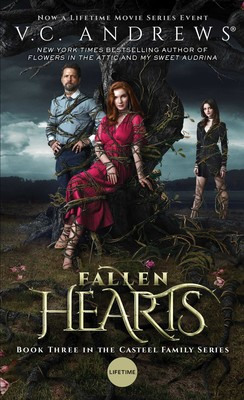 NOW A LIFETIME MOVIE SERIES EVENT
V.C. ANDREWS®
NEW YORK TIMES BESTSELLING AUTHOR OF
FLOWERS IN THE ATTIC AND MY SWEET AUDRINA
FALLEN
HEARTS
BOOK THREE IN THE CASTEEL FAMILY SERIES
LIFETIME